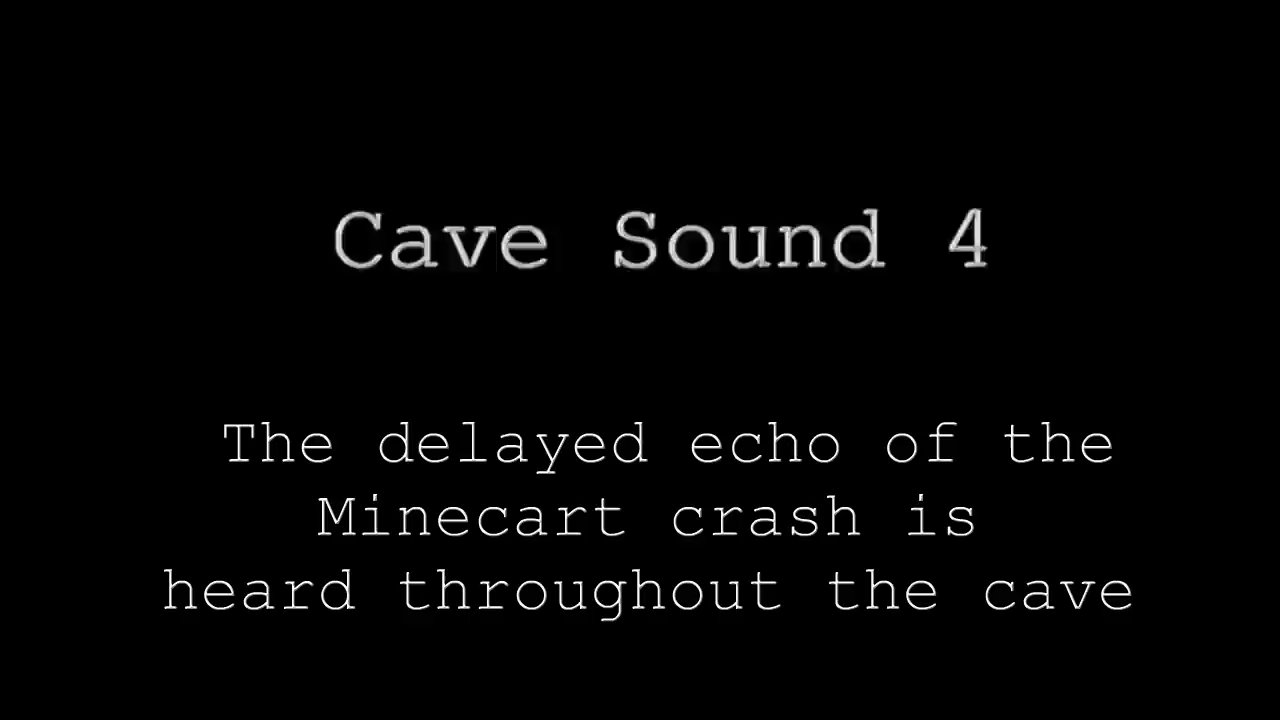 Cave Sound 4
The delayed echo of the
Minecart crash is
heard throughout the cave